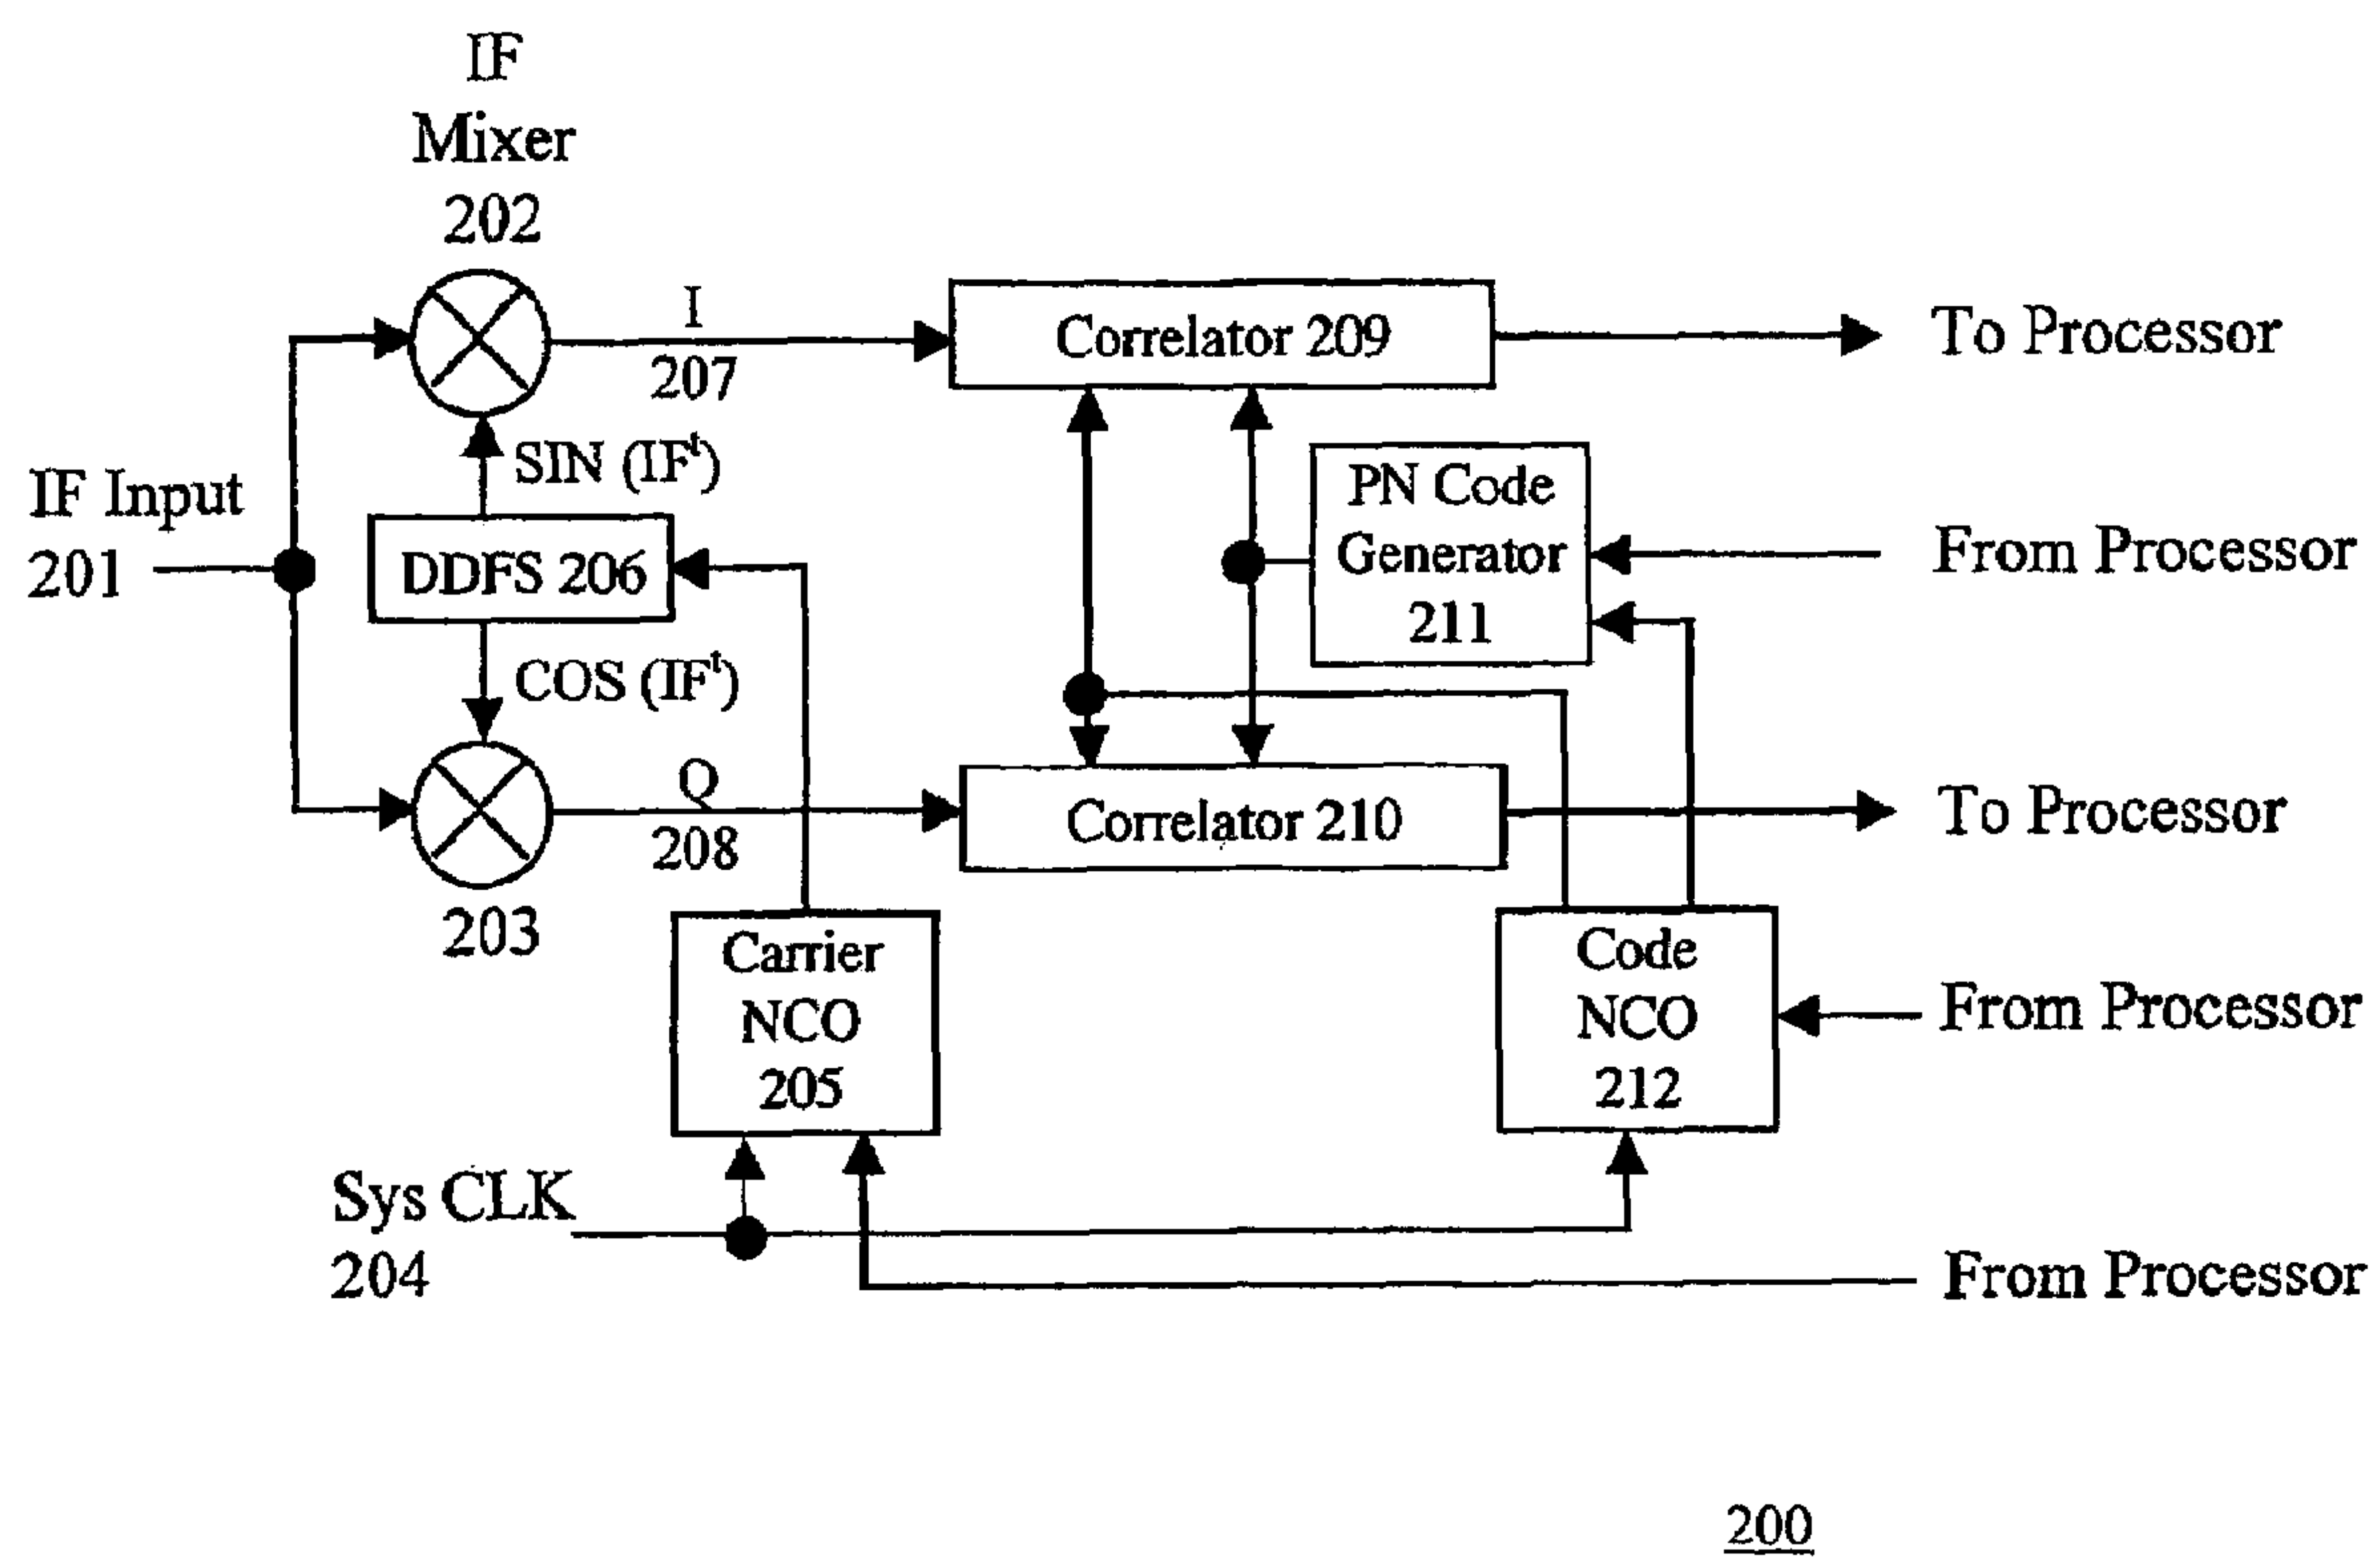 IF
Mixer
202
I
207
Correlator 209
To Processor
SIN (IFᵗ)
IF Input
201
DDFS 206
PN Code
Generator
211
From Processor
COS (IFᵗ)
Q
208
Correlator 210
To Processor
203
Carrier
NCO
205
Code
NCO
212
From Processor
Sys CLK
204
From Processor
200